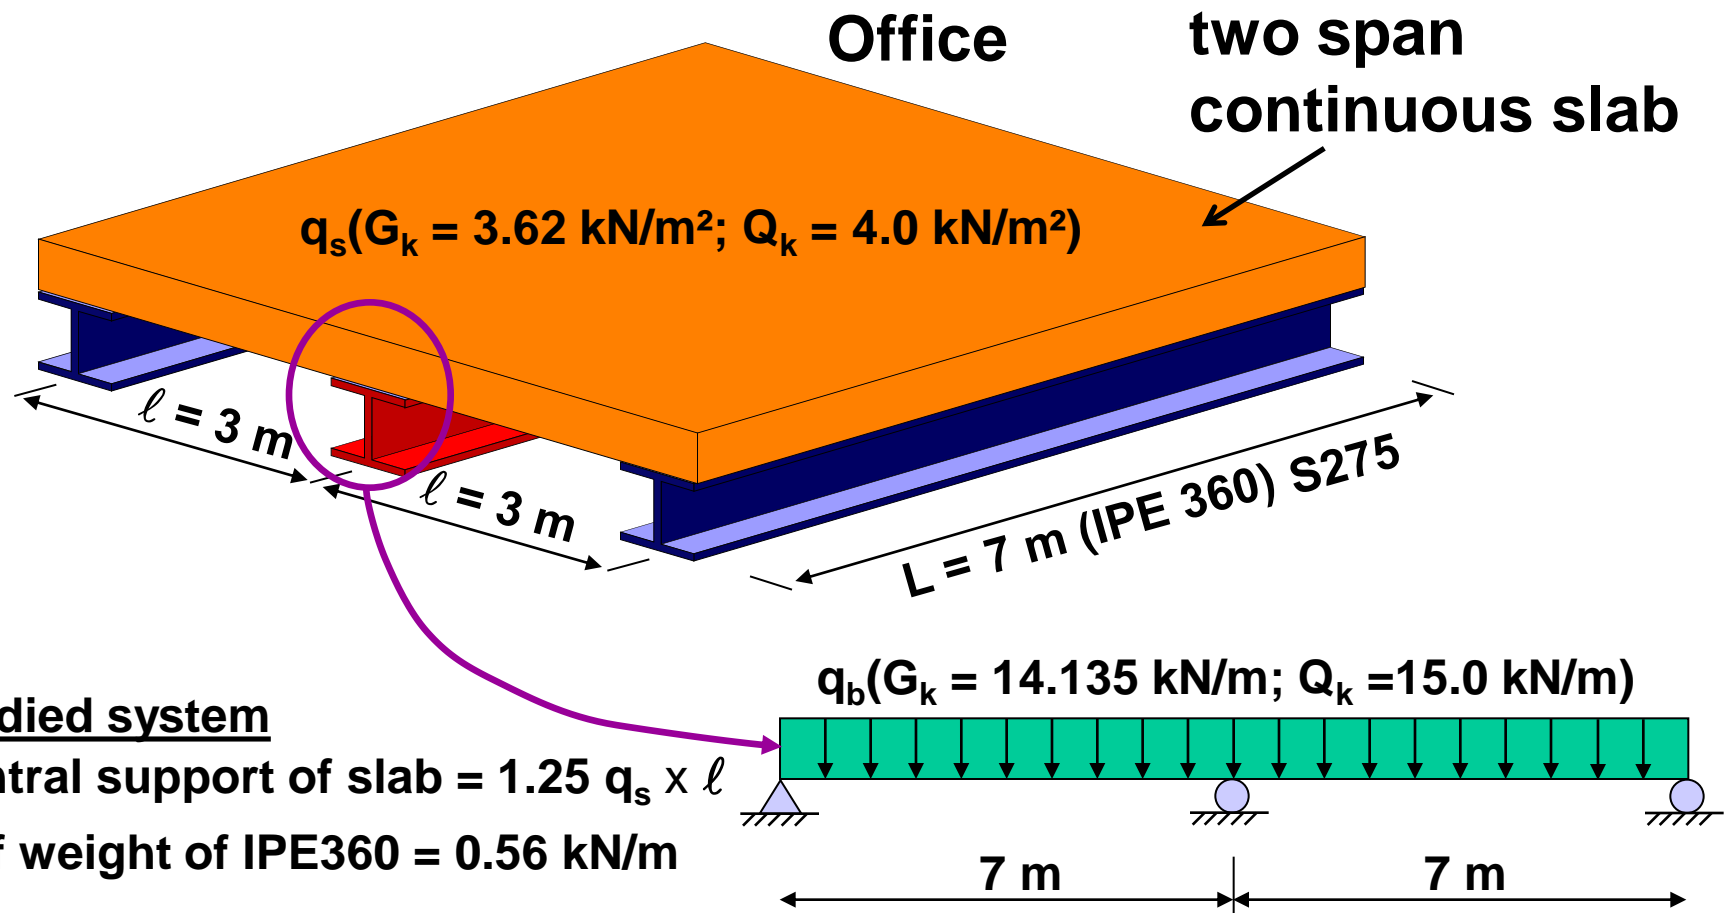 Office
two span
continuous slab
qs(Gk = 3.62 kN/m²; Qk = 4.0 kN/m²)
ℓ = 3 m
ℓ = 3 m
L = 7 m (IPE 360) S275
qb(Gk = 14.135 kN/m; Qk =15.0 kN/m)
died system
ntral support of slab = 1.25 qs x ℓ
f weight of IPE360 = 0.56 kN/m
7 m
7 m